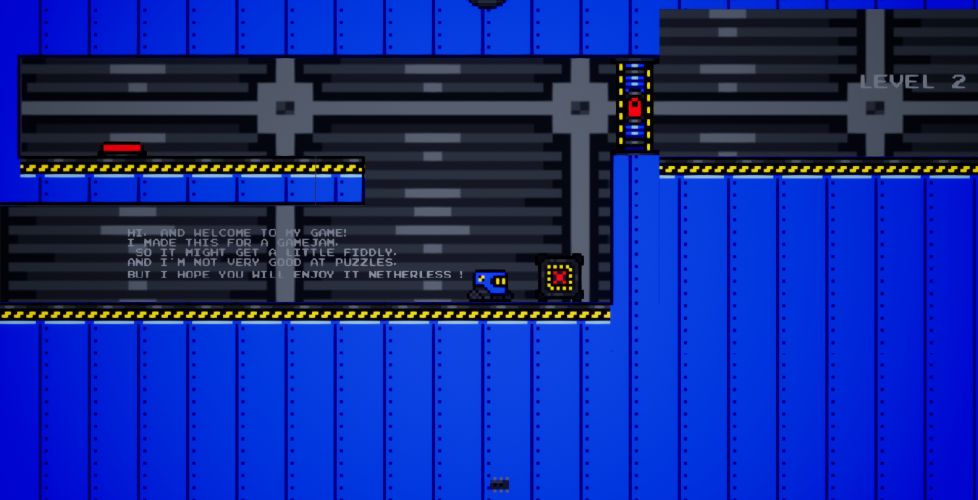 LEVEL 2
HI, AND WELCOME TO MY GAME!
I MADE THIS FOR A GAMEJAM.
SO IT MIGHT GET A LITTLE FIDDLY.
AND I'M NOT VERY GOOD AT PUZZLES.
BUT I HOPE YOU WILL ENJOY IT NETHERLESS !